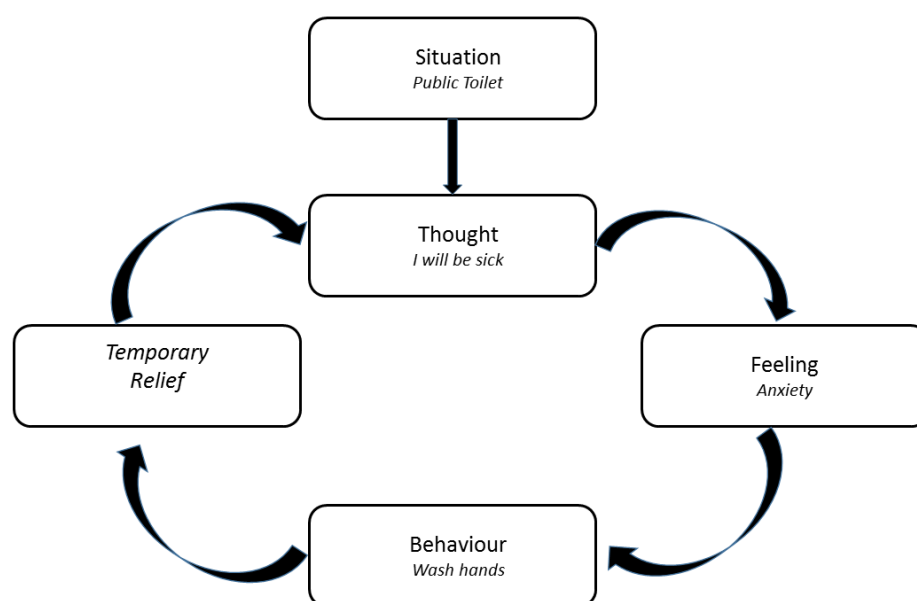 Situation
Public Toilet
Thought
I will be sick
Temporary
Relief
Feeling
Anxiety
Behaviour
Wash hands